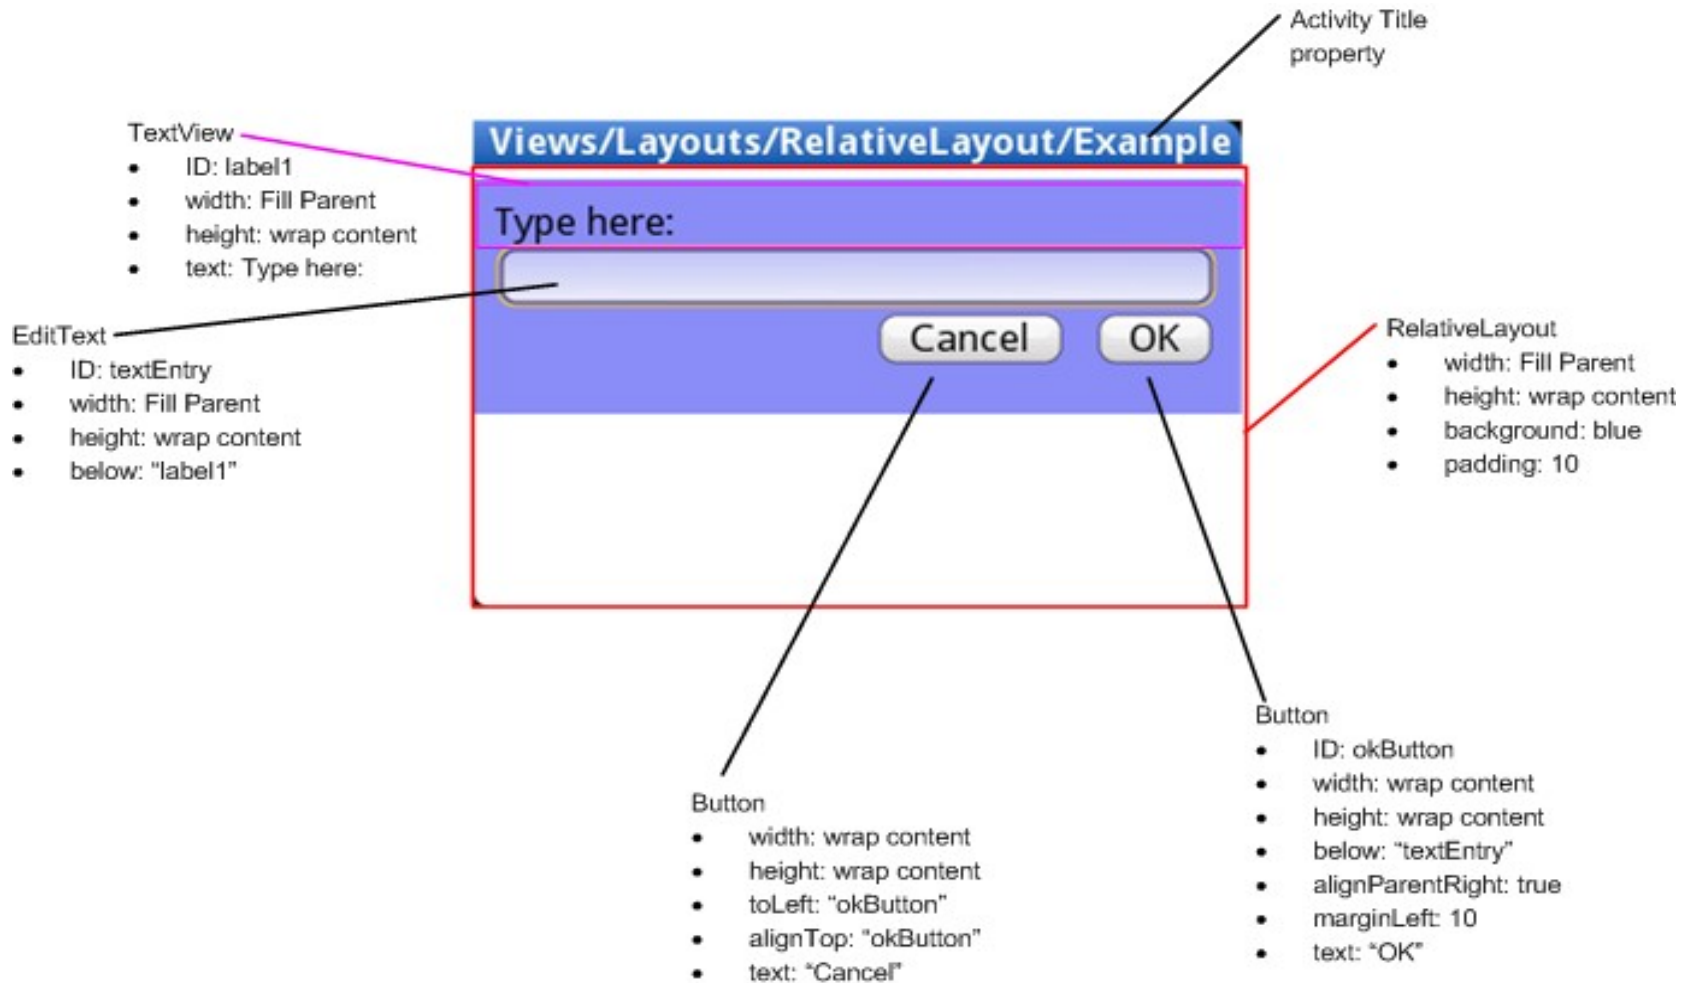 Activity Title
property
TextView
• ID: label1
• width: Fill Parent
• height: wrap content
• text: Type here:
Views/Layouts/RelativeLayout/Example
Type here:
Cancel
OK
EditText
• ID: textEntry
• width: Fill Parent
• height: wrap content
• below: “label1”
RelativeLayout
• width: Fill Parent
• height: wrap content
• background: blue
• padding: 10
Button
• width: wrap content
• height: wrap content
• toLeft: “okButton”
• alignTop: “okButton”
• text: “Cancel”
Button
• ID: okButton
• width: wrap content
• height: wrap content
• below: “textEntry”
• alignParentRight: true
• marginLeft: 10
• text: “OK”